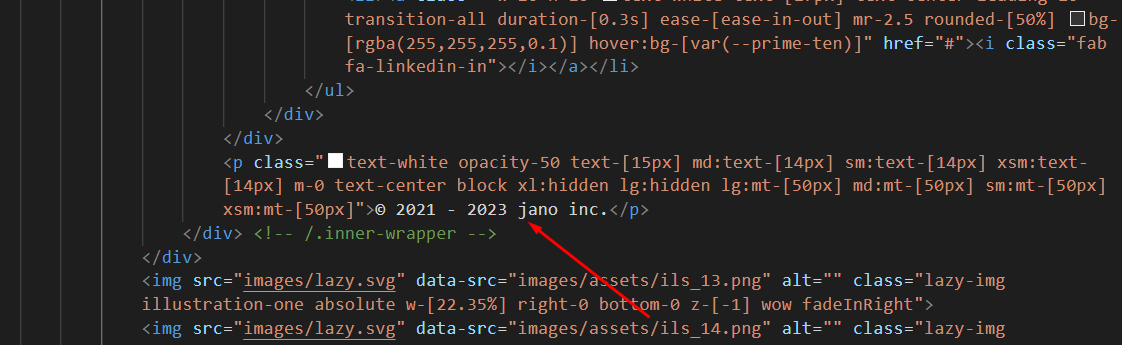 transition-all duration-[0.3s] ease-[ease-in-out] mr-2.5 rounded-[50%] bg-
[rgba(255,255,255,0.1)] hover:bg-[var(--prime-ten)]" href="#"><i class="fab
fa-linkedin-in"></i></a></li>
</ul>
</div>
</div>
<p class="text-white opacity-50 text-[15px] md:text-[14px] sm:text-[14px] xsm:text-
[14px] m-0 text-center block xl:hidden lg:hidden lg:mt-[50px] md:mt-[50px] sm:mt-[50px]
xsm:mt-[50px]">© 2021 - 2023 jano inc.</p>
</div> <!-- /.inner-wrapper -->
</div>
<img src="images/lazy.svg" data-src="images/assets/ils_13.png" alt="" class="lazy-img
illustration-one absolute w-[22.35%] right-0 bottom-0 z-[-1] wow fadeInRight">
<img src="images/lazy.svg" data-src="images/assets/ils_14.png" alt="" class="lazy-img